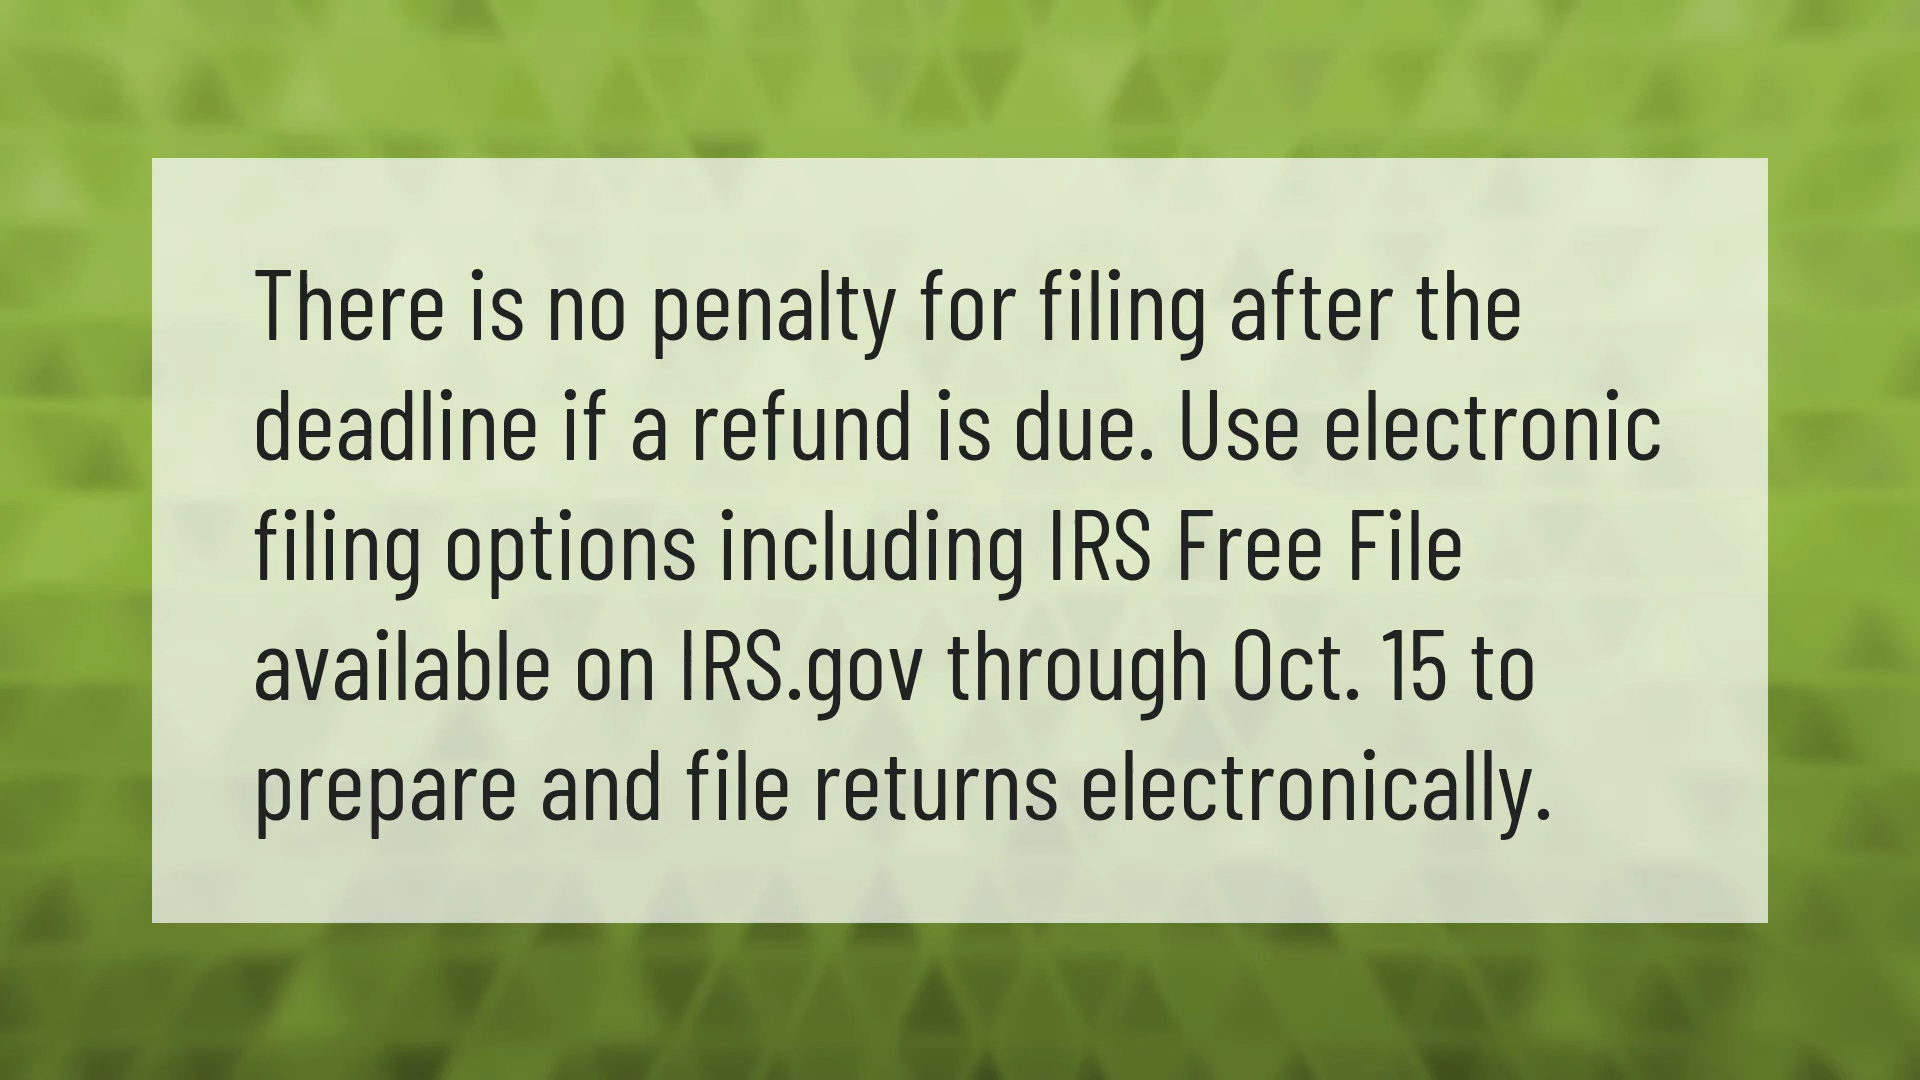 There is no penalty for filing after the
deadline if a refund is due. Use electronic
filing options including IRS Free File
available on IRS.gov through Oct. 15 to
prepare and file returns electronically.